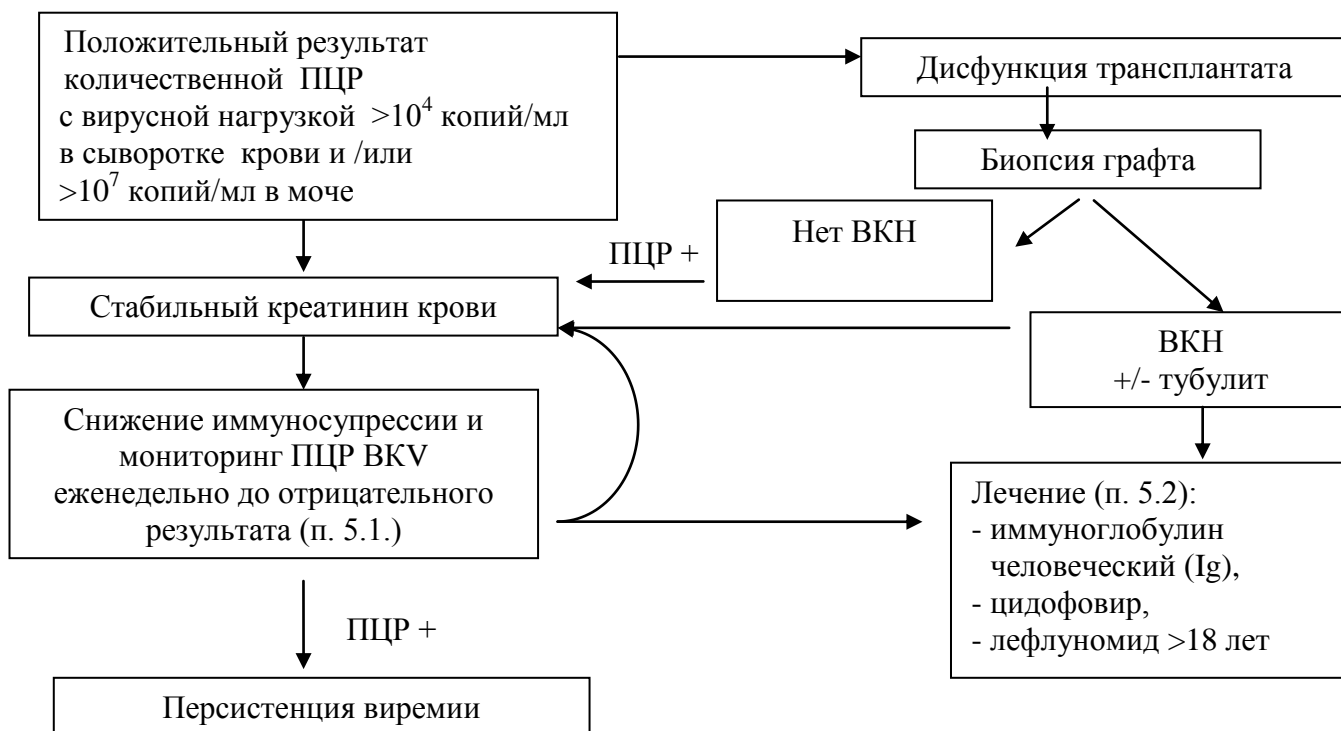 Положительный результат
количественной ПЦР
с вирусной нагрузкой >10⁴ копий/мл
в сыворотке крови и /или
>10⁷ копий/мл в моче
Дисфункция трансплантата
Биопсия графта
Нет ВКН
ПЦР +
Стабильный креатинин крови
ВКН
+/- тубулит
Снижение иммуносупрессии и
мониторинг ПЦР BKV
еженедельно до отрицательного
результата (п. 5.1.)
Лечение (п. 5.2):
- иммуноглобулин
человеческий (Ig),
- цидофовир,
- лефлуномид >18 лет
ПЦР +
Персистенция виремии